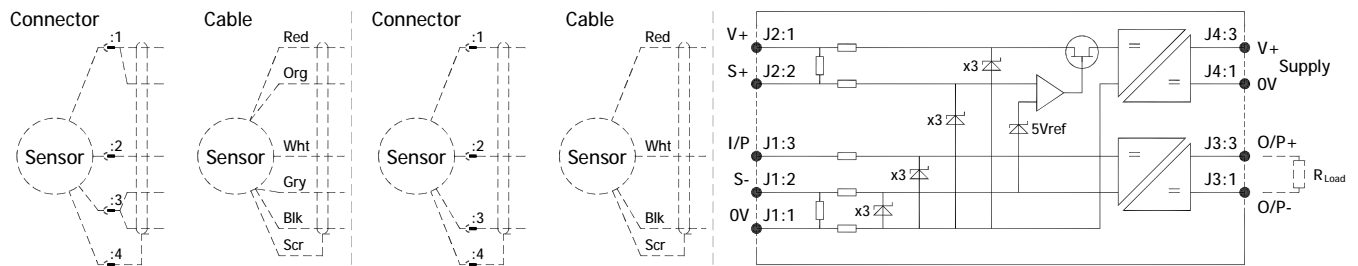 Connector
:1
:2
:3
:4
Sensor
Cable
Red
Org
Wht
Gry
Blk
Scr
Sensor
Connector
:1
:2
:3
:4
Sensor
Cable
Red
Wht
Blk
Scr
Sensor
V+ J2:1
S+ J2:2
I/P J1:3
S- J1:2
0V J1:1
x3
x3
x3
x3
5Vref
J4:3 V+
Supply
J4:1 0V
J3:3 O/P+
J3:1 O/P-
RLoad